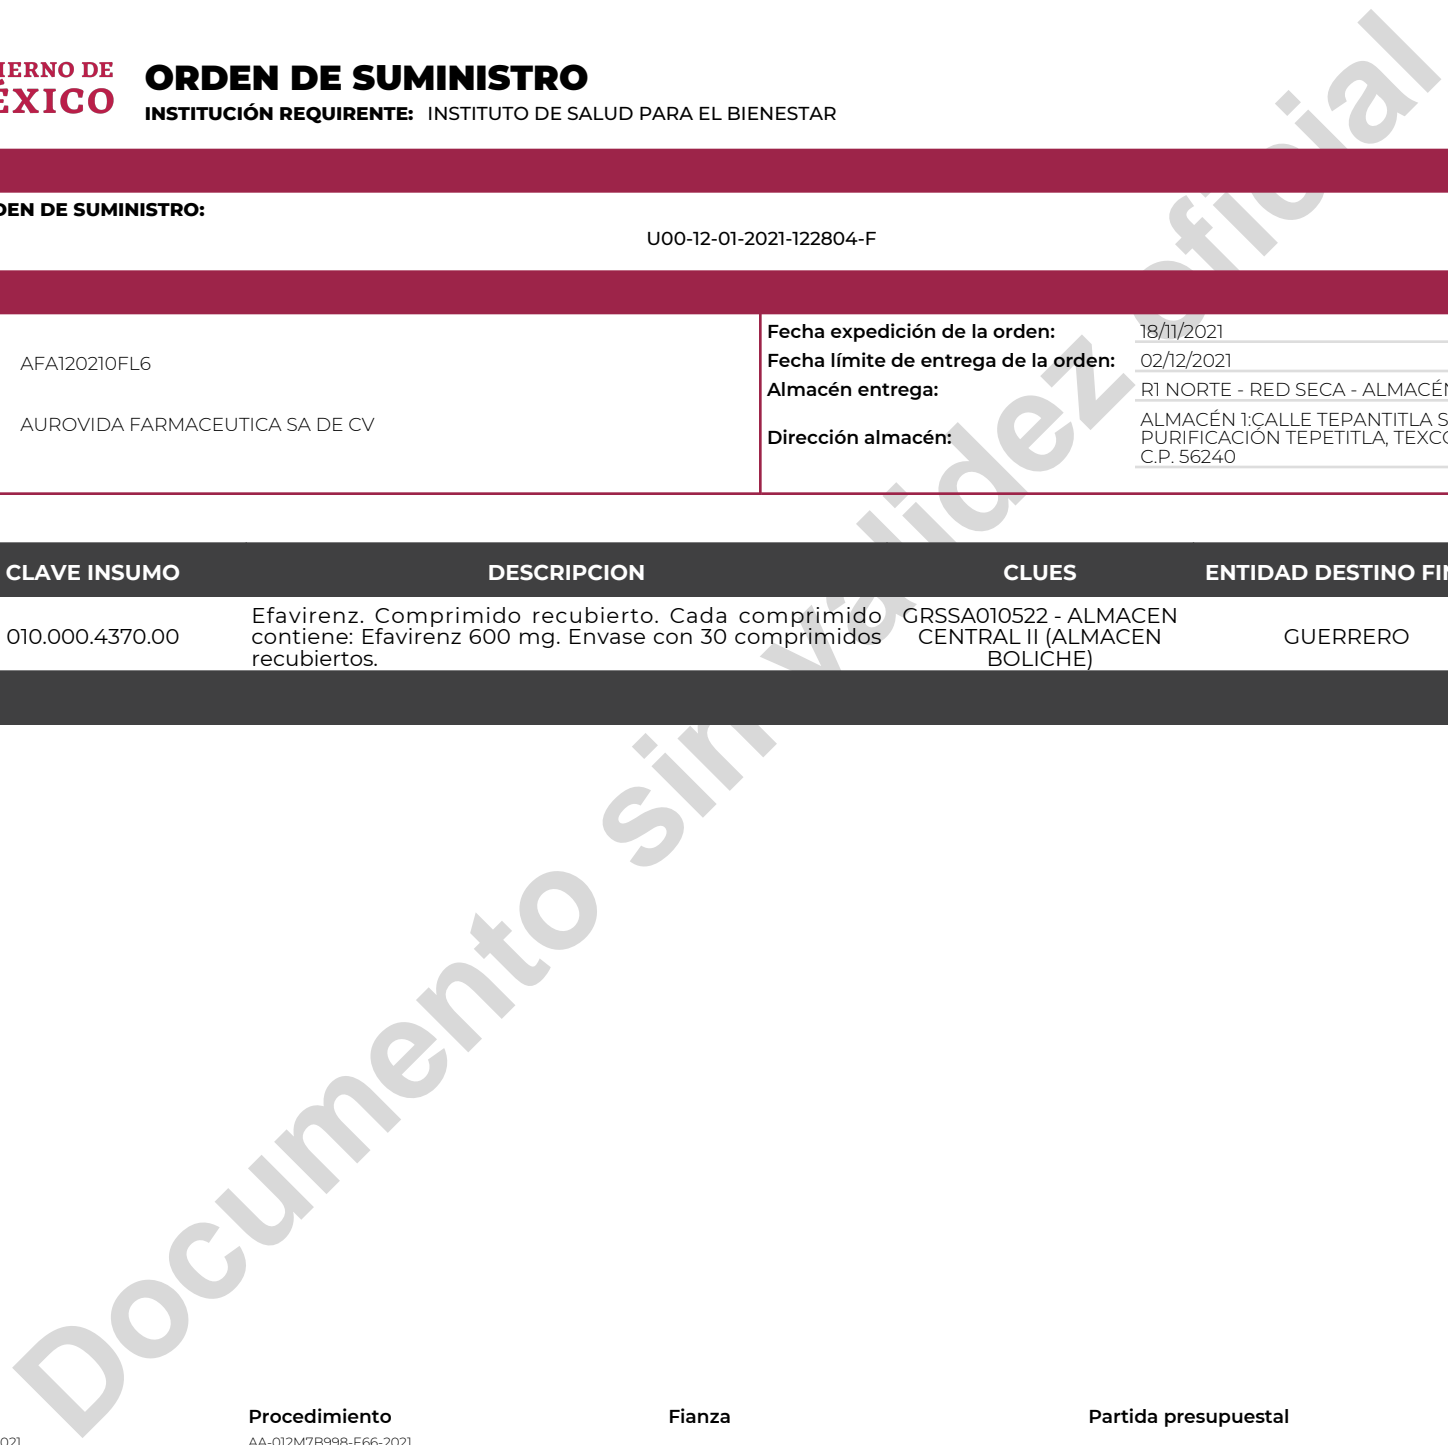 ORDEN DE SUMINISTRO
INSTITUCIÓN REQUIRENTE: INSTITUTO DE SALUD PARA EL BIENESTAR
DE
DE SUMINISTRO:
U00-12-01-2021-122804-F
AFA120210FL6
AUROVIDA FARMACEUTICA SA DE CV
Fecha expedición de la orden: 18/11/2021
Fecha límite de entrega de la orden: 02/12/2021
Almacén entrega: R1 NORTE - RED SECA - ALMACÉN
Dirección almacén: ALMACÉN 1:CALLE TEPANTITLA
PURIFICACIÓN TEPETITLA,
C.P. 56240
CLAVE INSUMO DESCRIPCION CLUES ENTIDAD DESTINO
010.000.4370.00
Efavirenz. Comprimido recubierto. Cada comprimido
contiene: Efavirenz 600 mg. Envase con 30 comprimidos
recubiertos.
GRSSA010522 - ALMACEN
CENTRAL II (ALMACEN
BOLICHE)
GUERRERO
Documento sin validez oficial
Procedimiento Fianza Partida presupuestal
AA-012M7B998-E66-2021